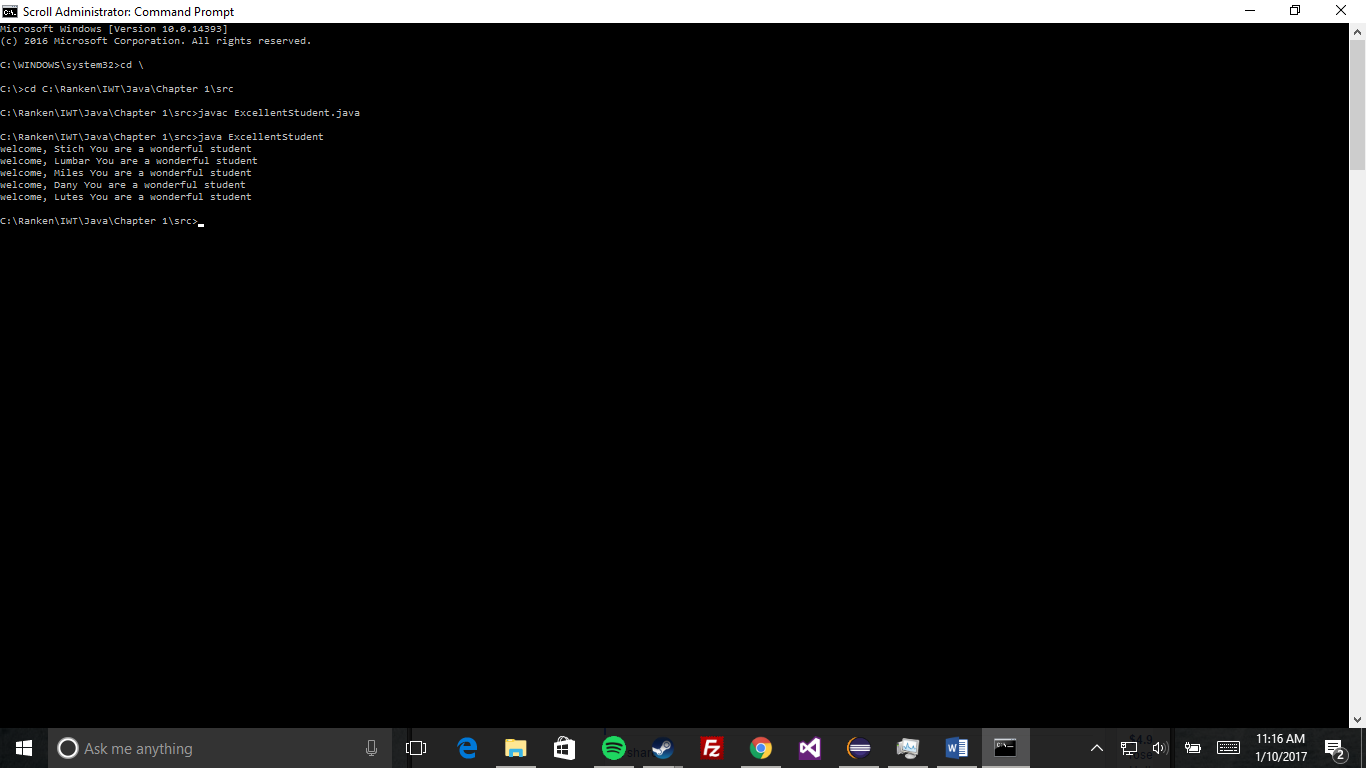 Scroll Administrator: Command Prompt
Microsoft Windows [Version 10.0.14393]
(c) 2016 Microsoft Corporation. All rights reserved.
C:\WINDOWS\system32>cd \
C:\>cd C:\Ranken\IWT\Java\Chapter 1\src
C:\Ranken\IWT\Java\Chapter 1\src>javac ExcellentStudent.java
C:\Ranken\IWT\Java\Chapter 1\src>java ExcellentStudent
welcome, Stich You are a wonderful student
welcome, Lumbar You are a wonderful student
welcome, Miles You are a wonderful student
welcome, Dany You are a wonderful student
welcome, Lutes You are a wonderful student
C:\Ranken\IWT\Java\Chapter 1\src>
Ask me anything
11:16 AM
1/10/2017
2